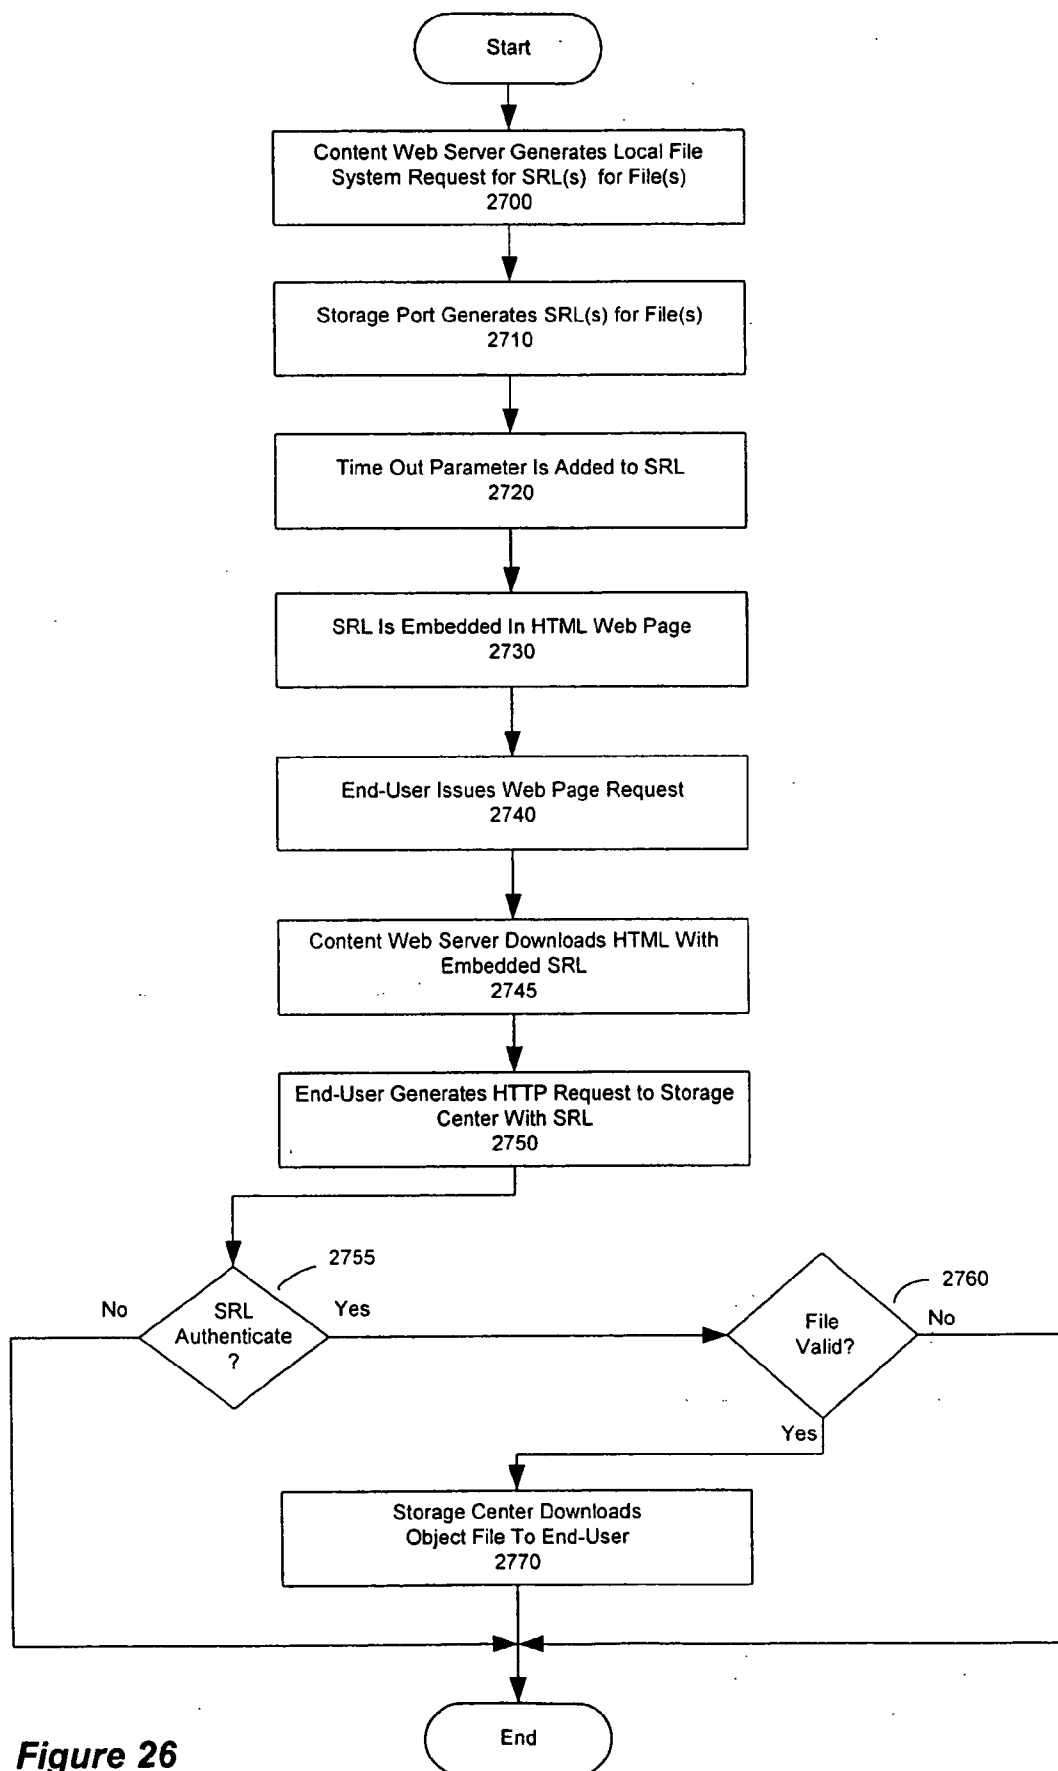 Start
Content Web Server Generates Local File
System Request for SRL(s) for File(s)
2700
Storage Port Generates SRL(s) for File(s)
2710
Time Out Parameter Is Added to SRL
2720
SRL Is Embedded In HTML Web Page
2730
End-User Issues Web Page Request
2740
Content Web Server Downloads HTML With
Embedded SRL
2745
End-User Generates HTTP Request to Storage
Center With SRL
2750
2755
No
SRL
Authenticate
?
Yes
2760
File
Valid?
No
Yes
Storage Center Downloads
Object File To End-User
2770
End
Figure 26